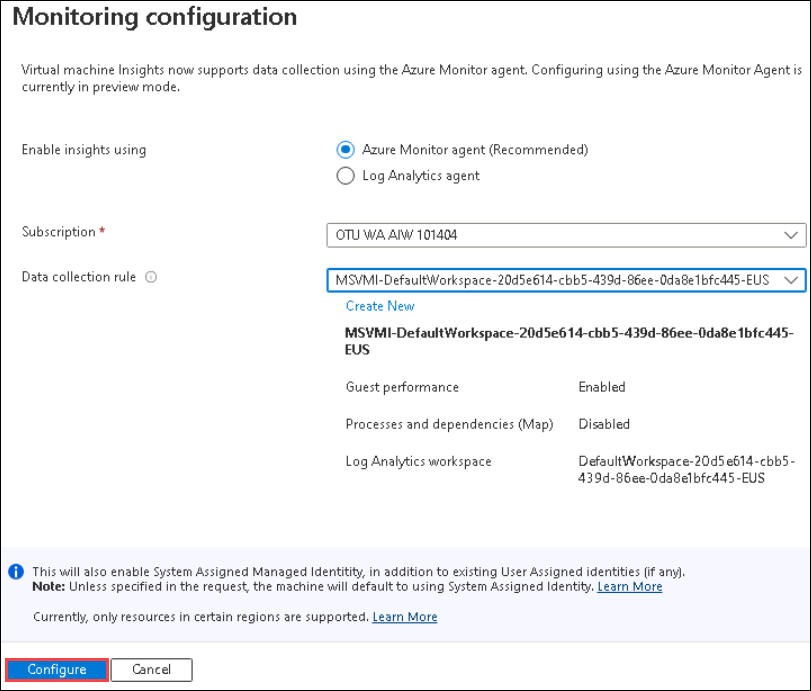 Monitoring configuration
Virtual machine Insights now supports data collection using the Azure Monitor agent. Configuring using the Azure Monitor Agent is
currently in preview mode.
Enable insights using
Azure Monitor agent (Recommended)
Log Analytics agent
Subscription *
OTU WA AIW 101404
Data collection rule
MSVMI-DefaultWorkspace-20d5e614-cbb5-439d-86ee-0da8e1bfc445-EUS
Create New
MSVMI-DefaultWorkspace-20d5e614-cbb5-439d-86ee-0da8e1bfc445-
EUS
Guest performance Enabled
Processes and dependencies (Map) Disabled
Log Analytics workspace DefaultWorkspace-20d5e614-cbb5-
439d-86ee-0da8e1bfc445-EUS
This will also enable System Assigned Managed Identitity, in addition to existing User Assigned identities (if any).
Note: Unless specified in the request, the machine will default to using System Assigned Identity. Learn More
Currently, only resources in certain regions are supported. Learn More
Configure Cancel